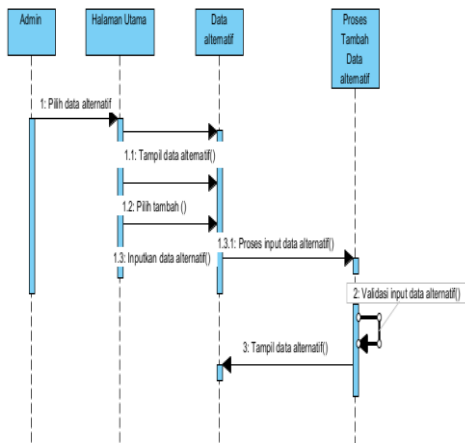 Admin
Halaman Utama
Data
alternatif
Proses
Tambah
Data
alternatif
1: Pilih data alternatif
1.1: Tampil data alternatif()
1.2: Pilih tambah ()
1.3: Inputkan data alternatif()
1.3.1: Proses input data alternatif()
2: Validasi input data alternatif()
3: Tampil data alternatif()